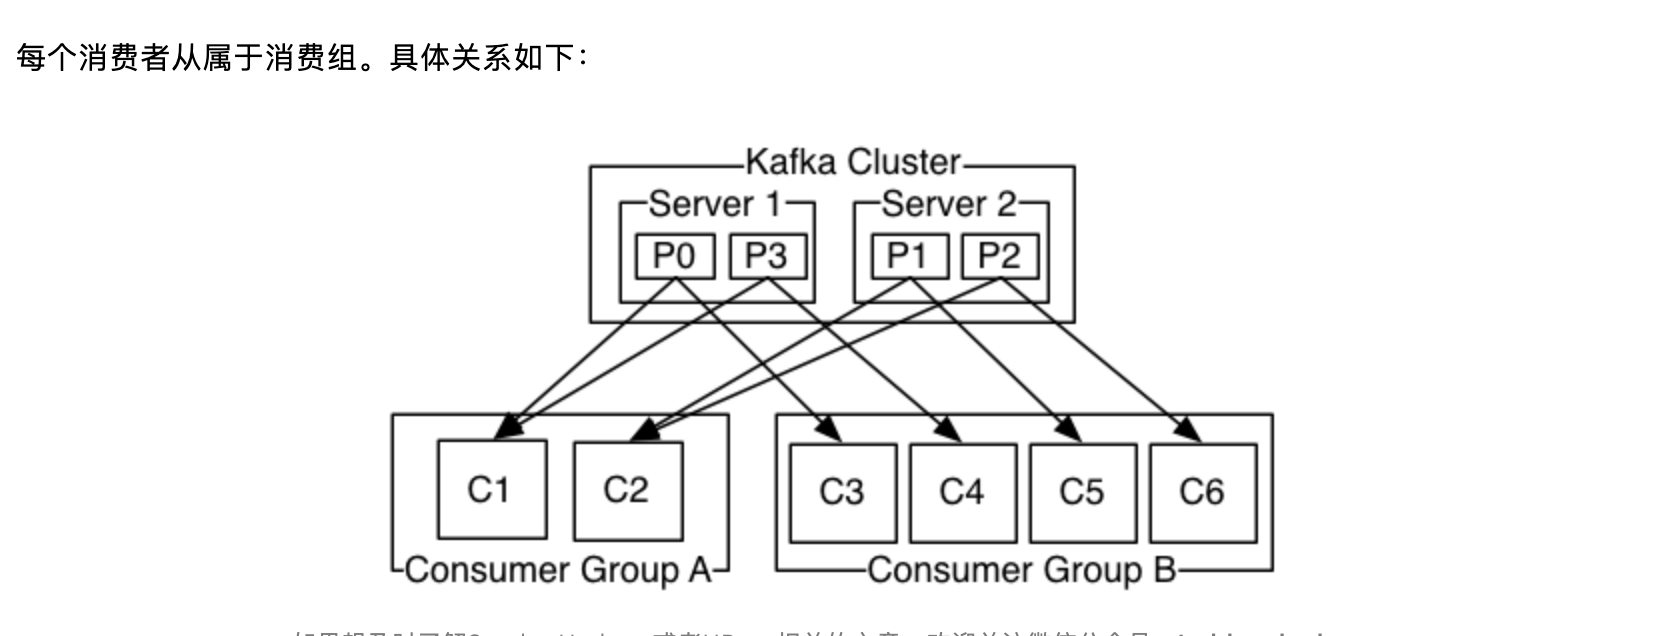 每个消费者从属于消费组。具体关系如下：
Kafka Cluster
Server 1 Server 2
P0 P3 P1 P2
C1 C2 C3 C4 C5 C6
Consumer Group A Consumer Group B